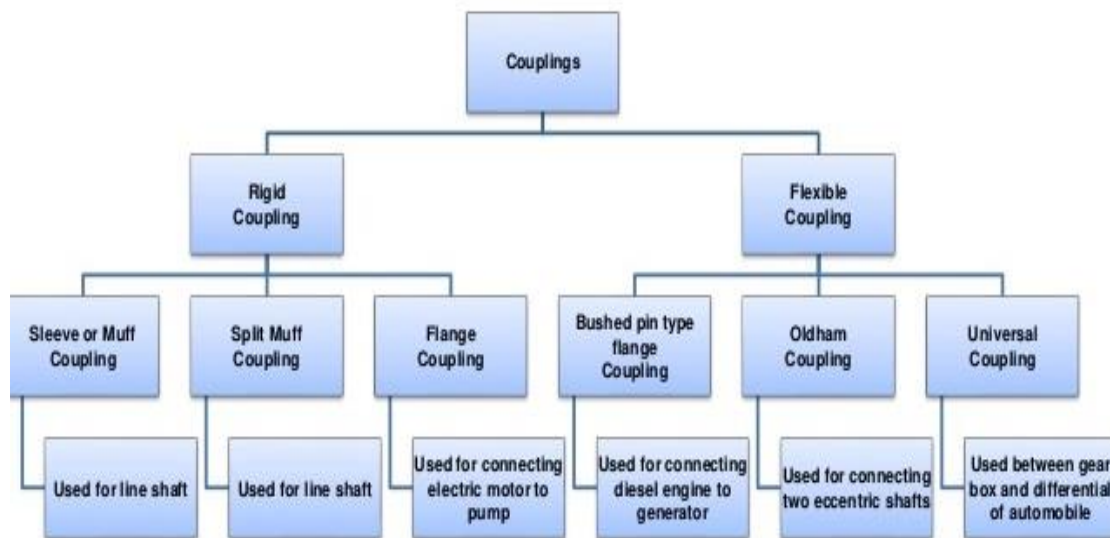 Couplings
Rigid
Coupling
Flexible
Coupling
Sleeve or Muff
Coupling
Split Muff
Coupling
Flange
Coupling
Bushed pin type
flange
Coupling
Oldham
Coupling
Universal
Coupling
Used for line shaft
Used for line shaft
Used for connecting
electric motor to
pump
Used for connecting
diesel engine to
generator
Used for connecting
two eccentric shafts
Used between gear
box and differential
of automobile